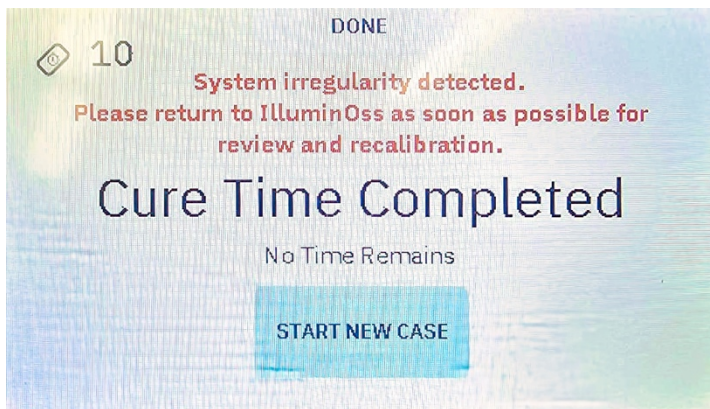 DONE
10
System irregularity detected.
Please return to IlluminOss as soon as possible for
review and recalibration.
Cure Time Completed
No Time Remains
START NEW CASE